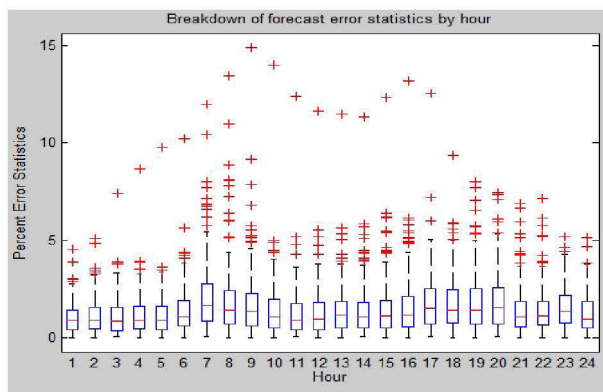 Breakdown of forecast error statistics by hour
Percent Error Statistics
15
10
5
0
1 2 3 4 5 6 7 8 9 10 11 12 13 14 15 16 17 18 19 20 21 22 23 24
Hour